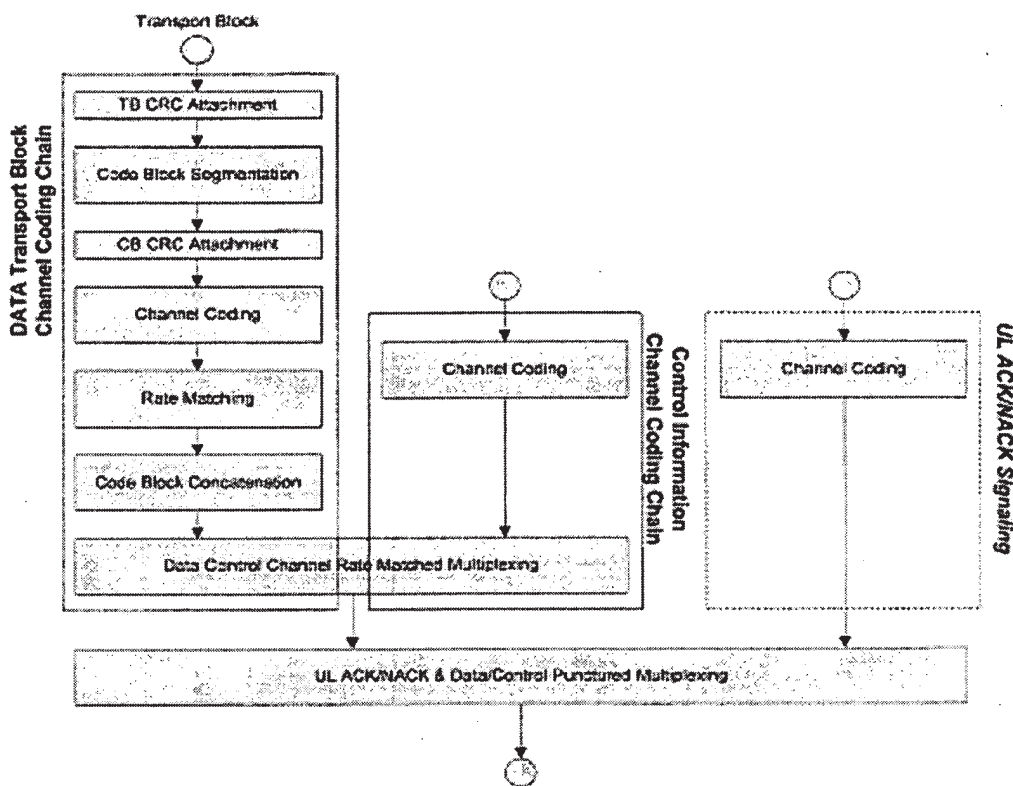 Transport Block
DATA Transport Block
Channel Coding Chain
TB CRC Attachment
Code Block Segmentation
CB CRC Attachment
Channel Coding
Rate Matching
Code Block Concatenation
Channel Coding
Control Information
Channel Coding Chain
Channel Coding
UL ACK/NACK Signaling
Data Control Channel Rate Matched Multiplexing
UL ACK/NACK & Data/Control Punctured Multiplexing